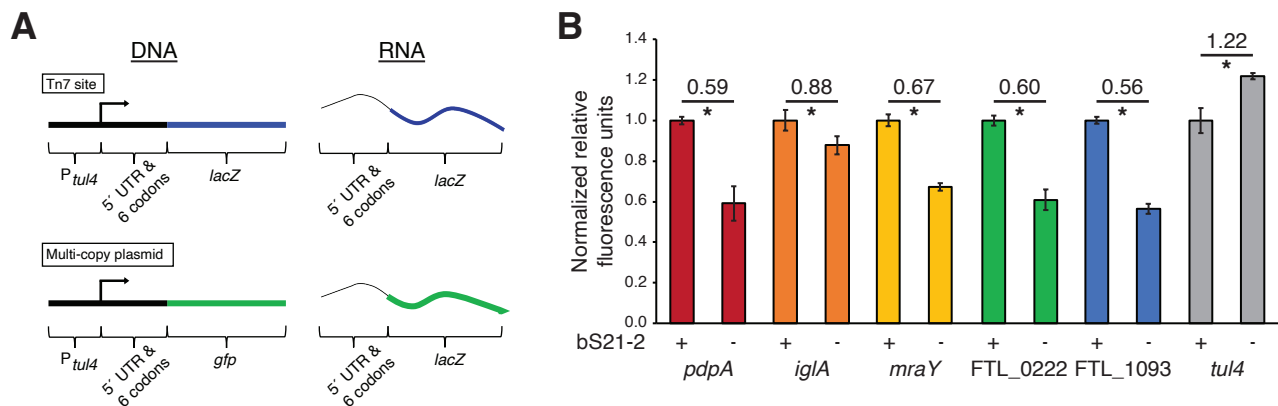 A
DNA
RNA
Tn7 site
Ptul4
5´ UTR &
6 codons
lacZ
5´ UTR &
6 codons
lacZ
Multi-copy plasmid
Ptul4
5´ UTR &
6 codons
gfp
5´ UTR &
6 codons
lacZ
B
Normalized relative
fluorescence units
1.4
1.2
1.0
0.8
0.6
0.4
0.2
0.0
0.59 0.88 0.67 0.60 0.56 1.22
* * * * * *
bS21-2 + - + - + - + - + - + -
pdpA iglA mraY FTL_0222 FTL_1093 tul4